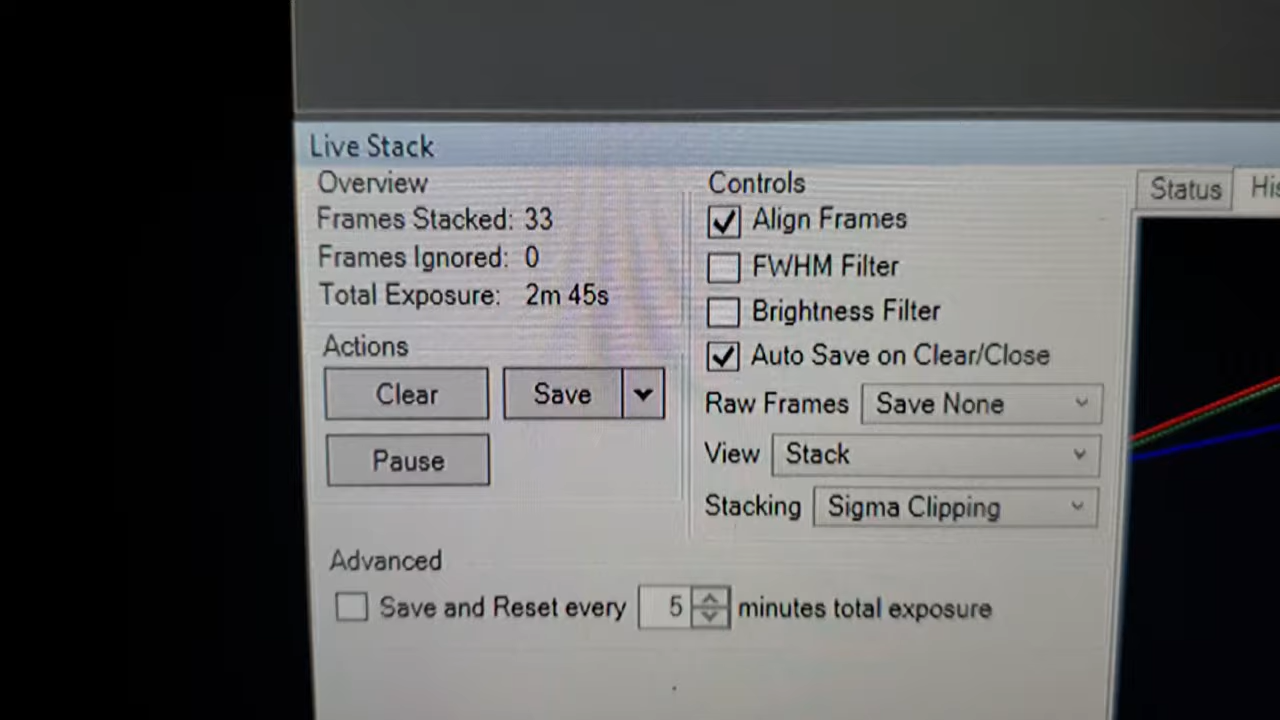 Live Stack
Overview
Frames Stacked: 33
Frames Ignored: 0
Total Exposure: 2m 45s
Actions
Clear
Save
Pause
Controls
Align Frames
FWHM Filter
Brightness Filter
Auto Save on Clear/Close
Raw Frames Save None
View Stack
Stacking Sigma Clipping
Advanced
Save and Reset every 5 minutes total exposure
Status